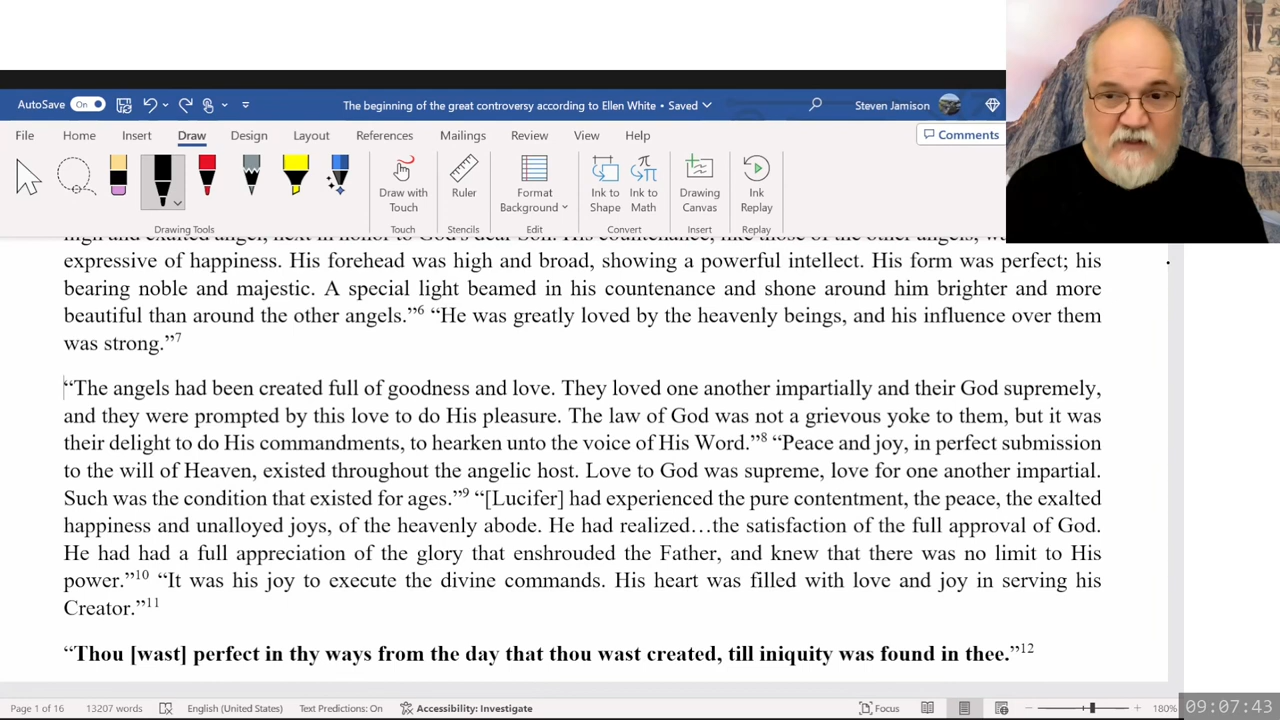 AutoSave On The beginning of the great controversy according to Ellen White • Saved Steven Jamison
File Home Insert Draw Design Layout References Mailings Review View Help Comments
Draw with Touch Ruler Format Background Ink to Shape Ink to Math Drawing Canvas Ink Replay
Drawing Tools Touch Stencils Edit Convert Insert Replay
expressive of happiness. His forehead was high and broad, showing a powerful intellect. His form was perfect; his
bearing noble and majestic. A special light beamed in his countenance and shone around him brighter and more
beautiful than around the other angels.”6 “He was greatly loved by the heavenly beings, and his influence over them
was strong.”7
“The angels had been created full of goodness and love. They loved one another impartially and their God supremely,
and they were prompted by this love to do His pleasure. The law of God was not a grievous yoke to them, but it was
their delight to do His commandments, to hearken unto the voice of His Word.”8 “Peace and joy, in perfect submission
to the will of Heaven, existed throughout the angelic host. Love to God was supreme, love for one another impartial.
Such was the condition that existed for ages.”9 “[Lucifer] had experienced the pure contentment, the peace, the exalted
happiness and unalloyed joys, of the heavenly abode. He had realized…the satisfaction of the full approval of God.
He had had a full appreciation of the glory that enshrouded the Father, and knew that there was no limit to His
power.”10 “It was his joy to execute the divine commands. His heart was filled with love and joy in serving his
Creator.”11
“Thou [wast] perfect in thy ways from the day that thou wast created, till iniquity was found in thee.”12
Page 1 of 16 13207 words English (United States) Text Predictions: On Accessibility: Investigate Focus 180%
09:07:43